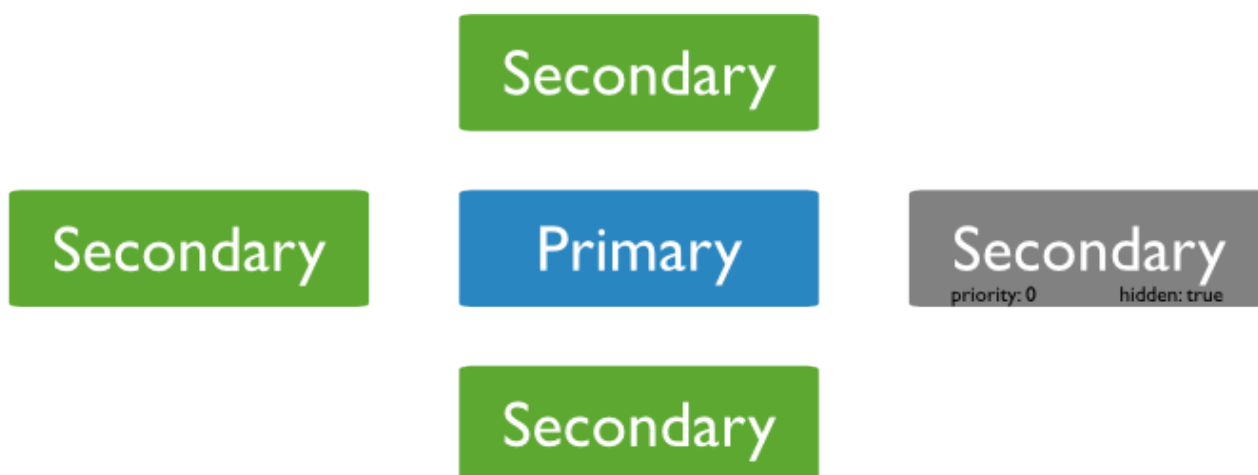 Secondary
Secondary
Primary
Secondary
priority: 0 hidden: true
Secondary